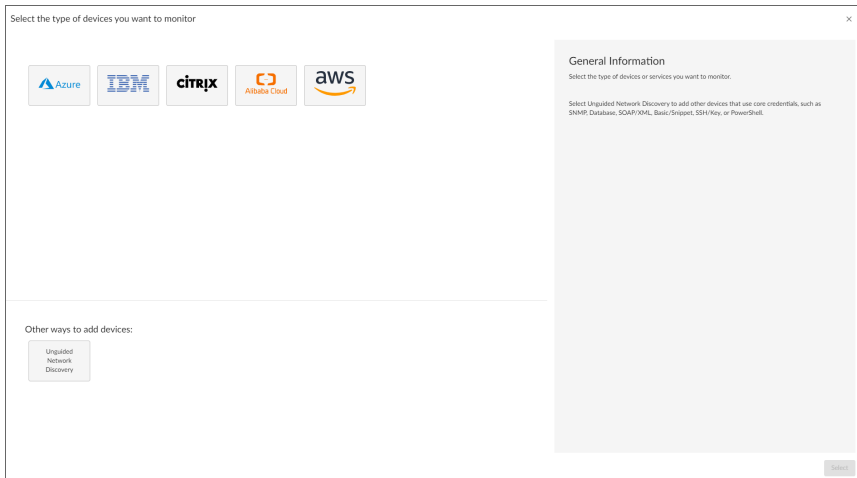 Select the type of devices you want to monitor
×
Azure
IBM
citrix
Alibaba Cloud
aws
General Information
Select the type of devices or services you want to monitor.
Select Unguided Network Discovery to add other devices that use core credentials, such as
SNMP, Database, SOAP/XML, Basic/Snippet, SSH/Key, or PowerShell.
Other ways to add devices:
Unguided
Network
Discovery
Select